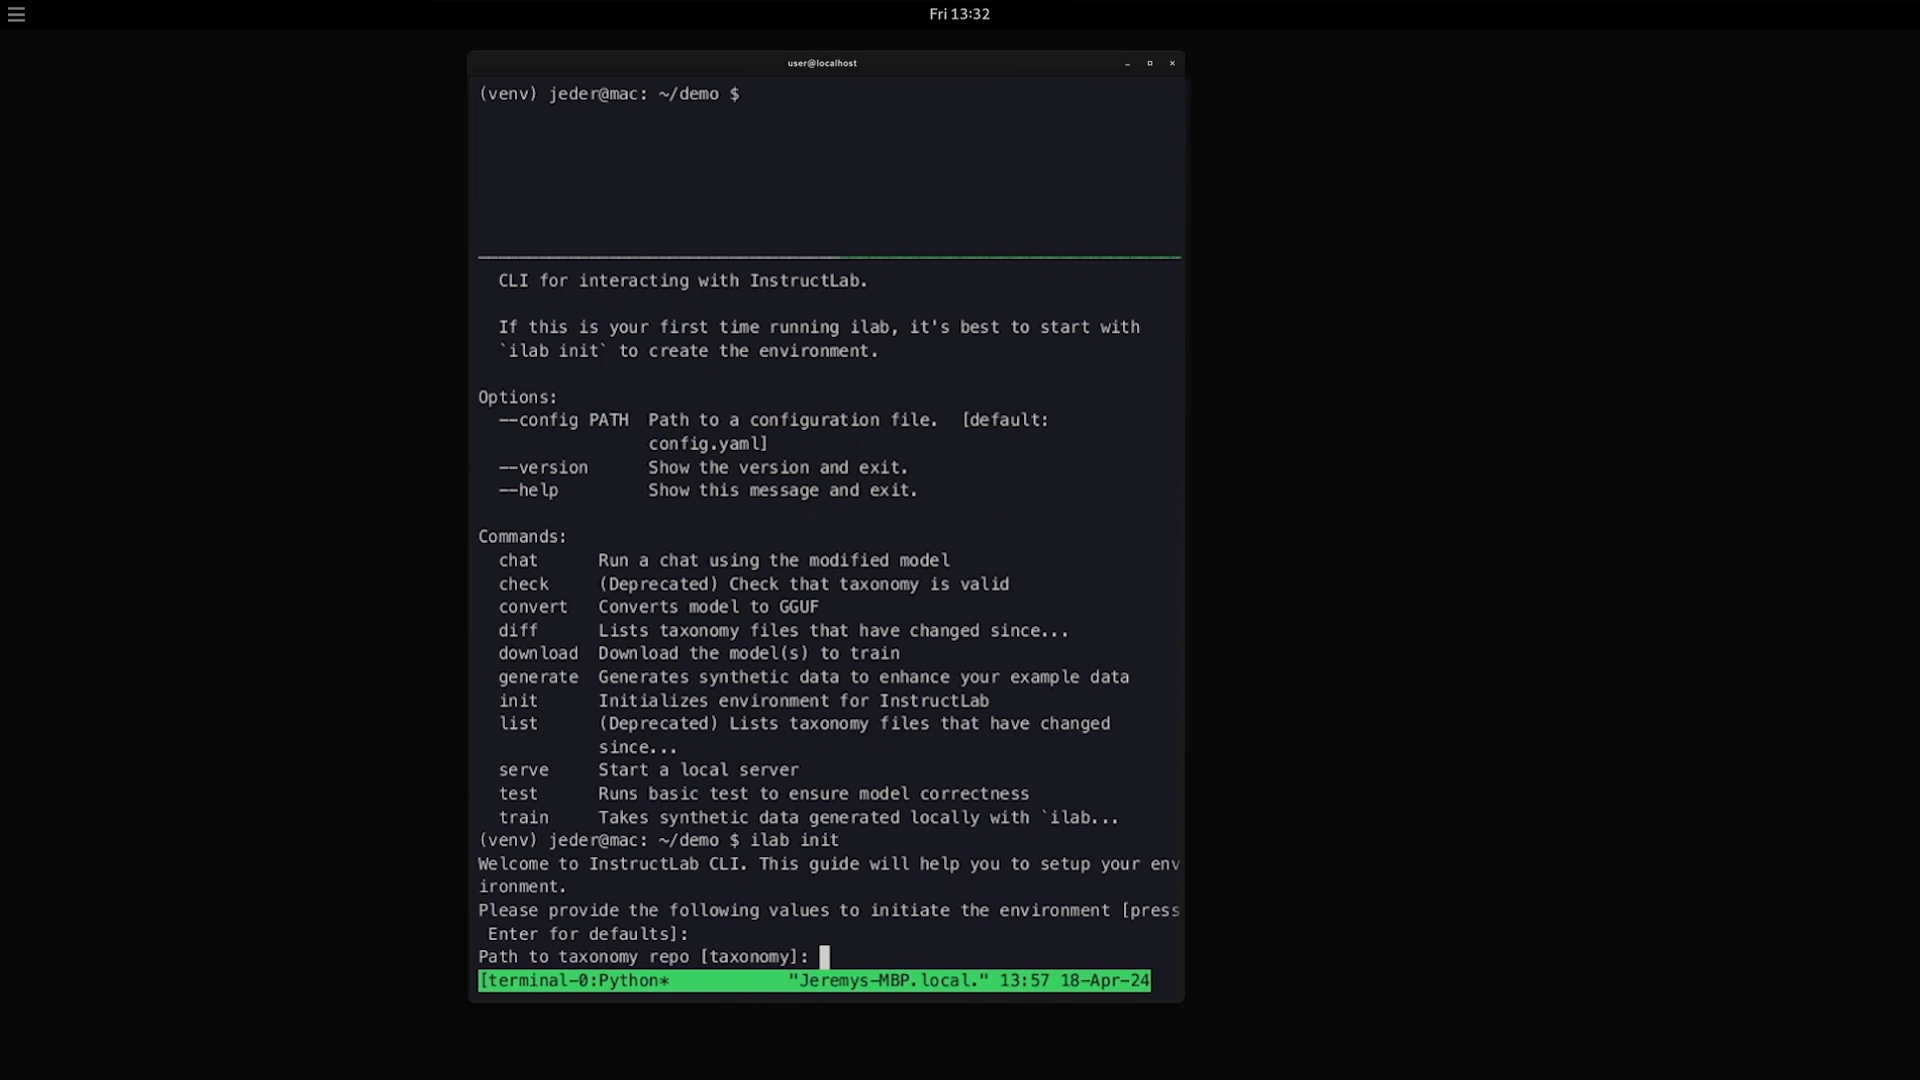 Fri 13:32
user@localhost
(venv) jeder@mac: ~/demo $
CLI for interacting with InstructLab.
If this is your first time running ilab, it's best to start with
`ilab init` to create the environment.
Options:
--config PATH  Path to a configuration file.  [default:
config.yaml]
--version      Show the version and exit.
--help         Show this message and exit.
Commands:
chat      Run a chat using the modified model
check     (Deprecated) Check that taxonomy is valid
convert   Converts model to GGUF
diff      Lists taxonomy files that have changed since...
download  Download the model(s) to train
generate  Generates synthetic data to enhance your example data
init      Initializes environment for InstructLab
list      (Deprecated) Lists taxonomy files that have changed
since...
serve     Start a local server
test      Runs basic test to ensure model correctness
train     Takes synthetic data generated locally with `ilab...
(venv) jeder@mac: ~/demo $ ilab init
Welcome to InstructLab CLI. This guide will help you to setup your env
ironment.
Please provide the following values to initiate the environment [press
Enter for defaults]:
Path to taxonomy repo [taxonomy]:
[terminal-0:Python* "Jeremys-MBP.local." 13:57 18-Apr-24